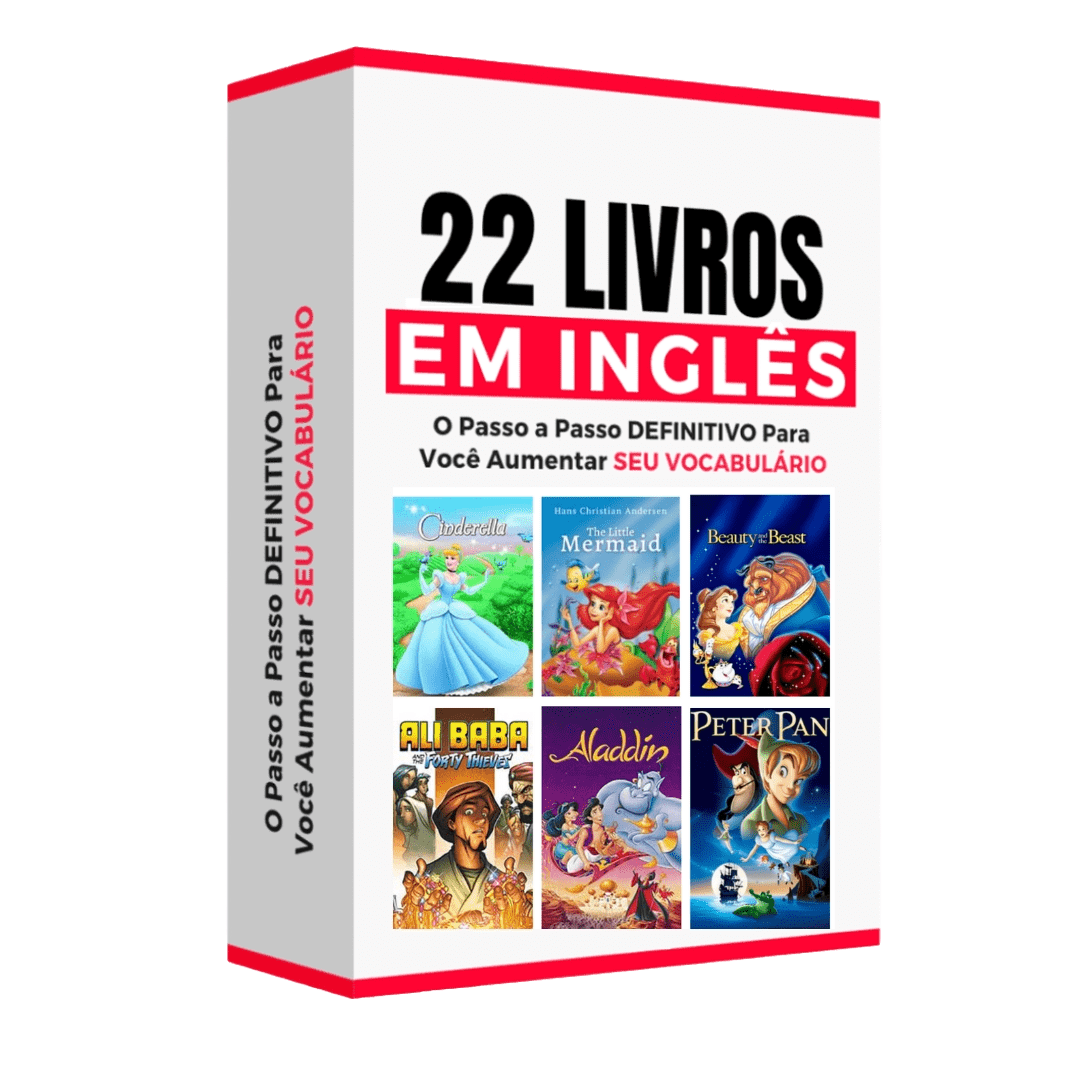 22 LIVROS
EM INGLÊS
O Passo a Passo DEFINITIVO Para
Você Aumentar SEU VOCABULÁRIO
O Passo a Passo DEFINITIVO Para
Você Aumentar SEU VOCABULÁRIO
Cinderella
Hans Christian Andersen
The Little
Mermaid
Beauty and the Beast
ALI BABA
AND THE FORTY THIEVES
Aladdin
PETER PAN